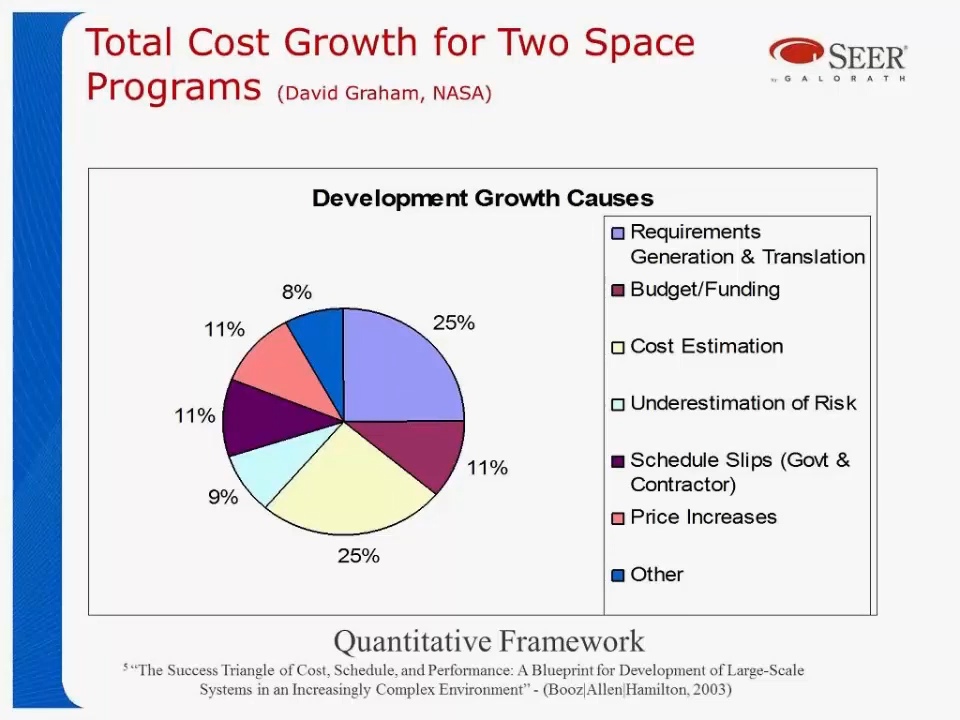 Total Cost Growth for Two Space
Programs (David Graham, NASA)
SEER®
by GALORATH
Development Growth Causes
8%
25%
11%
11%
11%
9%
25%
Requirements
Generation & Translation
Budget/Funding
Cost Estimation
Underestimation of Risk
Schedule Slips (Govt &
Contractor)
Price Increases
Other
Quantitative Framework
5 “The Success Triangle of Cost, Schedule, and Performance: A Blueprint for Development of Large-Scale
Systems in an Increasingly Complex Environment” - (Booz|Allen|Hamilton, 2003)